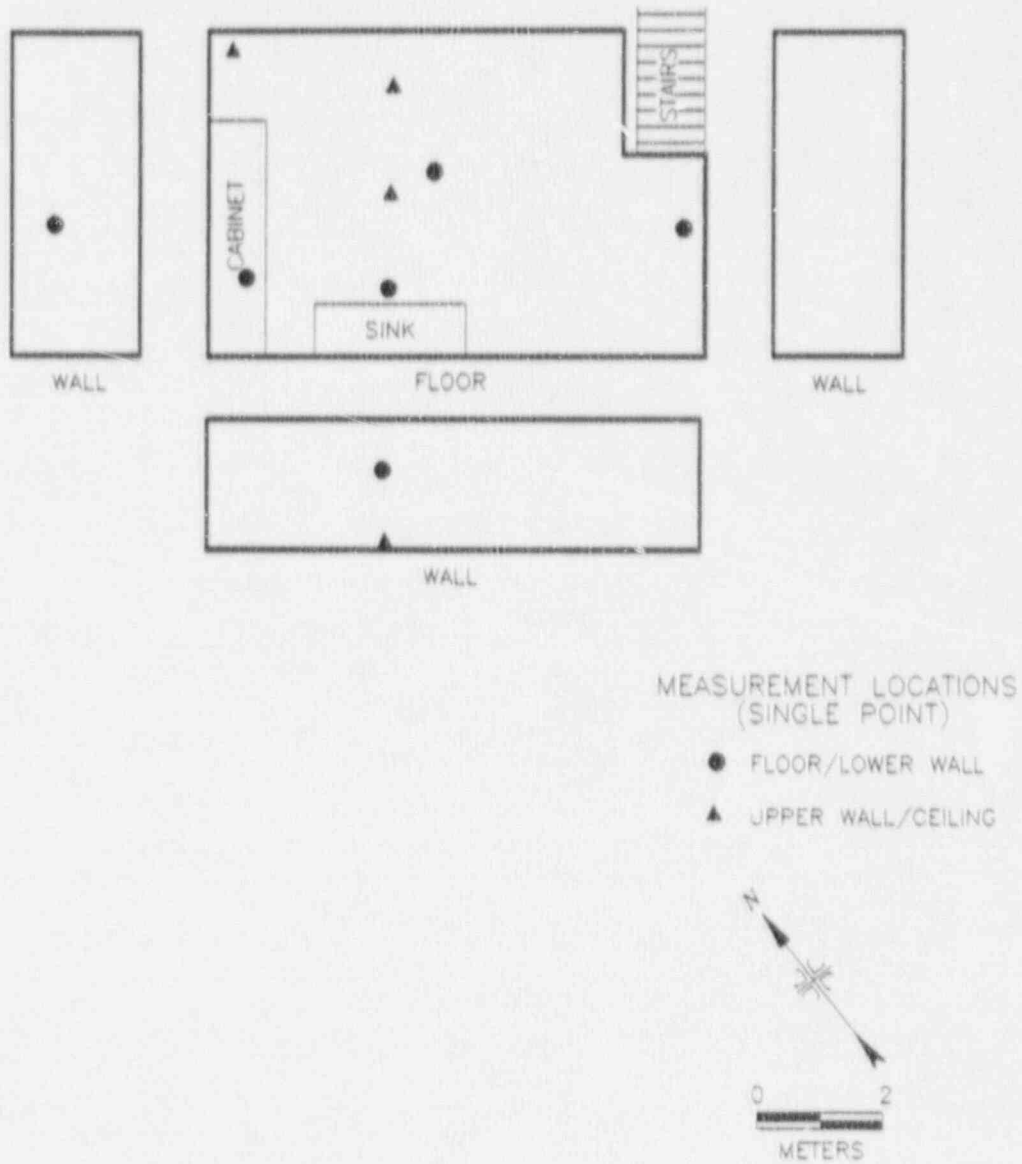 STAIRS
CABINET
SINK
WALL
FLOOR
WALL
WALL
MEASUREMENT LOCATIONS
(SINGLE POINT)
FLOOR/LOWER WALL
UPPER WALL/CEILING
N
0 2
METERS